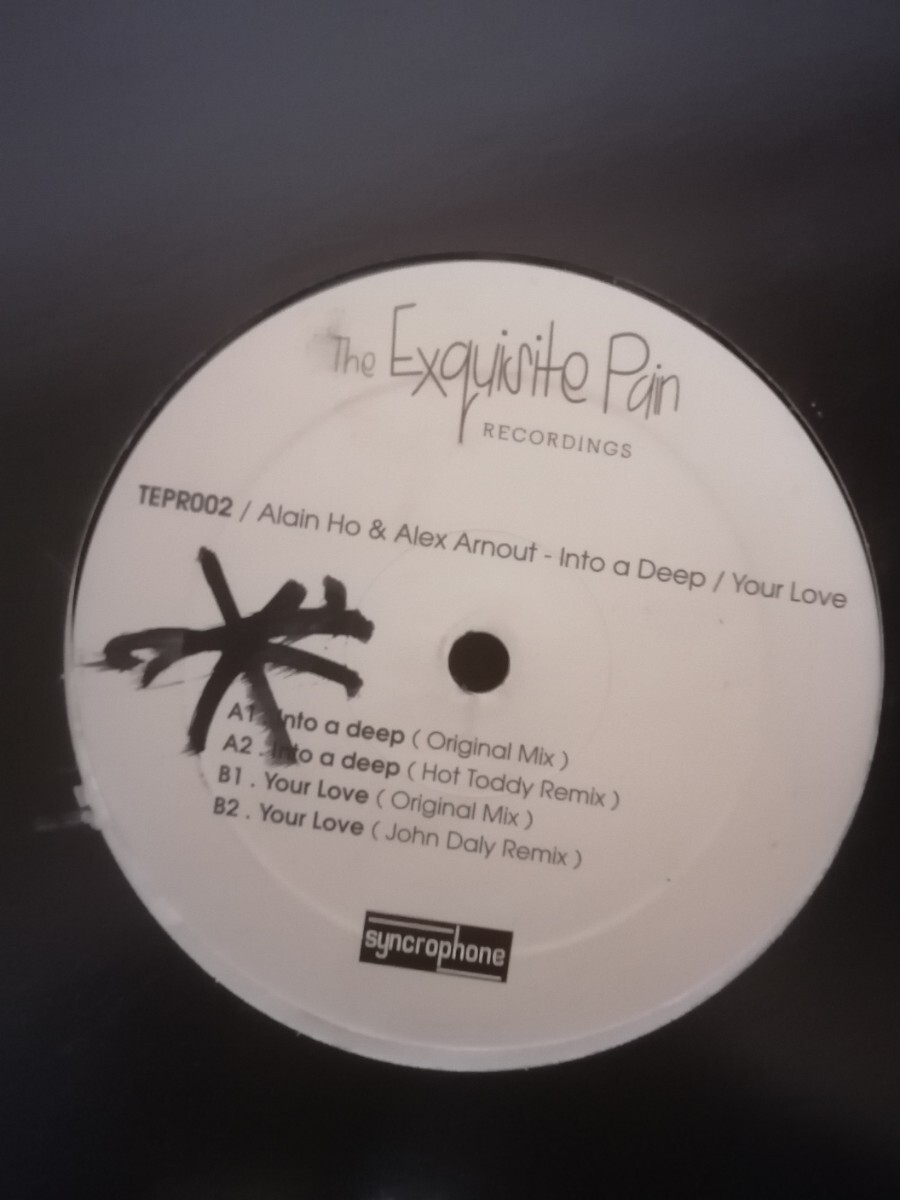 The Exquisite Pain
RECORDINGS
TEPR002 / Alain Ho & Alex Arnout - Into a Deep / Your Love
A1 . Into a deep ( Original Mix )
A2 . Into a deep ( Hot Toddy Remix )
B1 . Your Love ( Original Mix )
B2 . Your Love ( John Daly Remix )
syncrophone